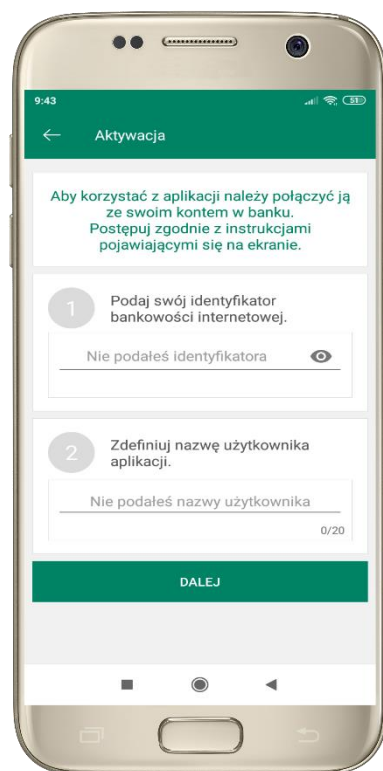 9:43
51
Aktywacja
Aby korzystać z aplikacji należy połączyć ją
ze swoim kontem w banku.
Postępuj zgodnie z instrukcjami
pojawiającymi się na ekranie.
1
Podaj swój identyfikator
bankowości internetowej.
Nie podałeś identyfikatora
2
Zdefiniuj nazwę użytkownika
aplikacji.
Nie podałeś nazwy użytkownika
0/20
DALEJ